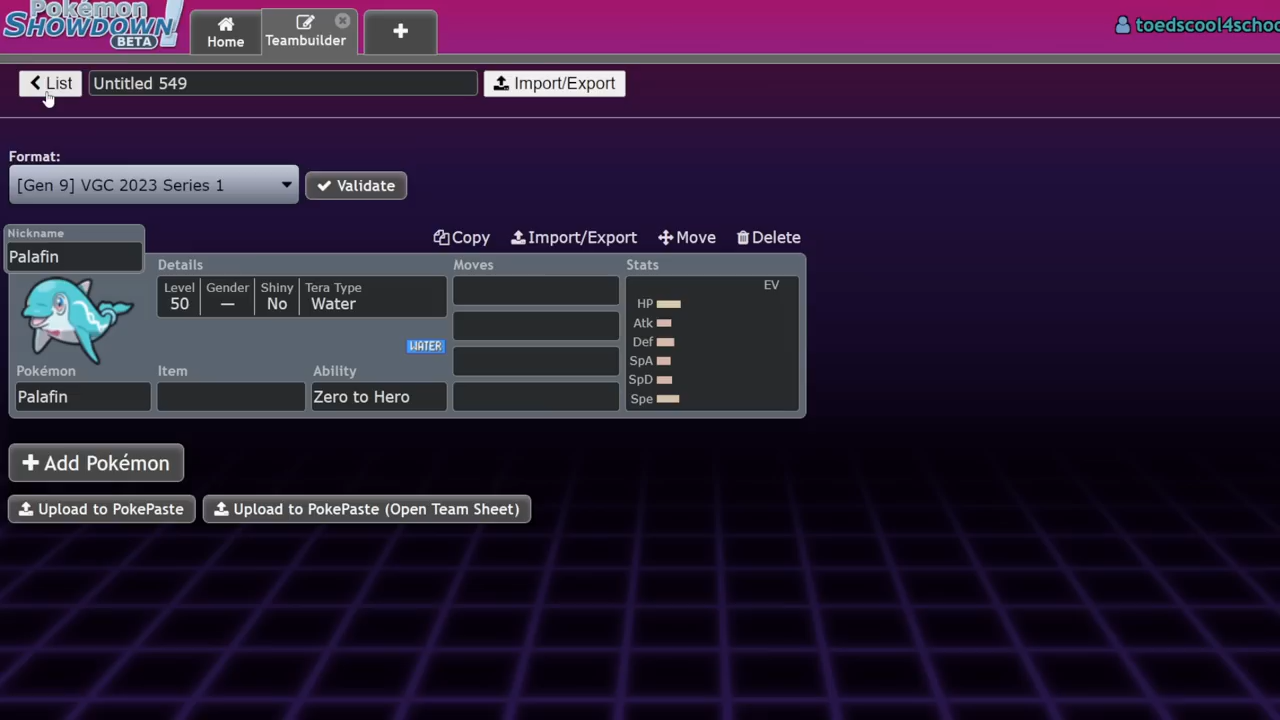 Pokémon
SHOWDOWN!
BETA
Home
Teambuilder
List
Untitled 549
Import/Export
Format:
[Gen 9] VGC 2023 Series 1
Validate
Nickname
Palafin
Copy
Import/Export
Move
Delete
Details
Moves
Stats
Level
Gender
Shiny
Tera Type
50
—
No
Water
EV
HP
Atk
Def
SpA
SpD
Spe
WATER
Pokémon
Item
Ability
Palafin
Zero to Hero
Add Pokémon
Upload to PokePaste
Upload to PokePaste (Open Team Sheet)